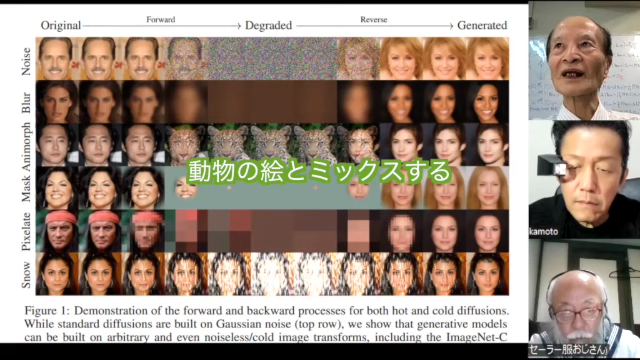 Original Forward Degraded Reverse Generated
Noise
Blur
Animorph
Mask
Pixelate
Snow
動物の絵とミックスする
Figure 1: Demonstration of the forward and backward processes for both hot and cold diffusions.
While standard diffusions are built on Gaussian noise (top row), we show that generative models
can be built on arbitrary and even noiseless/cold image transforms, including the ImageNet-C
kamoto
セーラー服おじさん